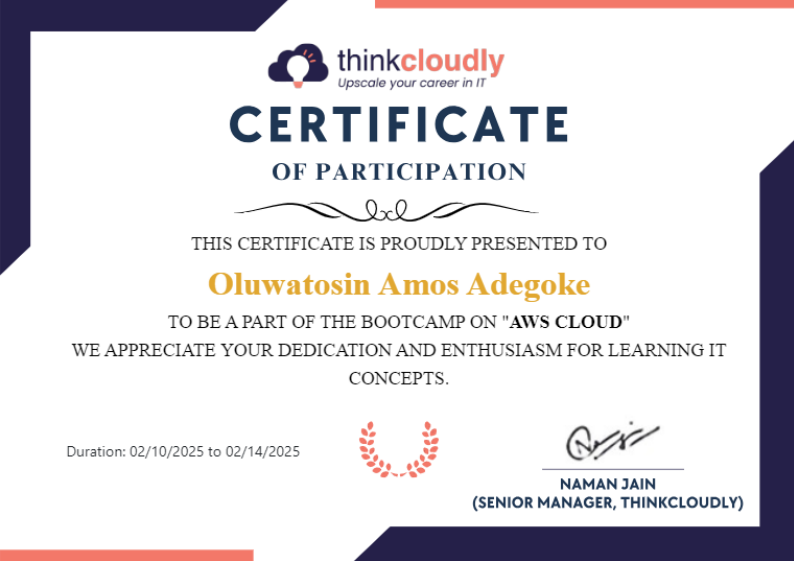 thinkcloudly
Upscale your career in IT
CERTIFICATE
OF PARTICIPATION
THIS CERTIFICATE IS PROUDLY PRESENTED TO
Oluwatosin Amos Adegoke
TO BE A PART OF THE BOOTCAMP ON "AWS CLOUD"
WE APPRECIATE YOUR DEDICATION AND ENTHUSIASM FOR LEARNING IT
CONCEPTS.
Duration: 02/10/2025 to 02/14/2025
NAMAN JAIN
(SENIOR MANAGER, THINKCLOUDLY)